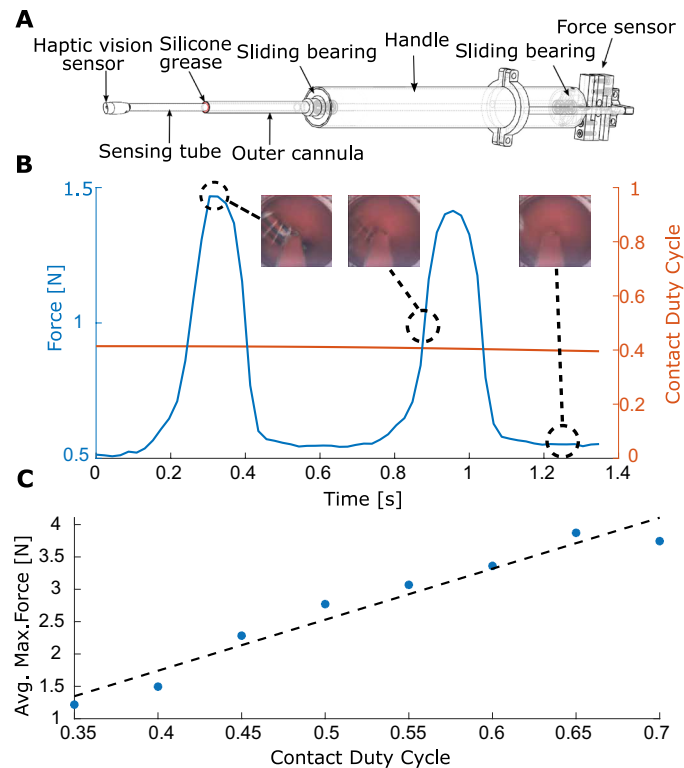 A
Haptic vision
sensor
Silicone
grease
Sliding bearing
Handle
Sliding bearing
Force sensor
Sensing tube
Outer cannula
B
Force [N]
1.5
1
0.5
Contact Duty Cycle
1
0.8
0.6
0.4
0.2
0
0 0.2 0.4 0.6 0.8 1 1.2 1.4
Time [s]
C
Avg. Max.Force [N]
4
3.5
3
2.5
2
1.5
1
0.35 0.4 0.45 0.5 0.55 0.6 0.65 0.7
Contact Duty Cycle